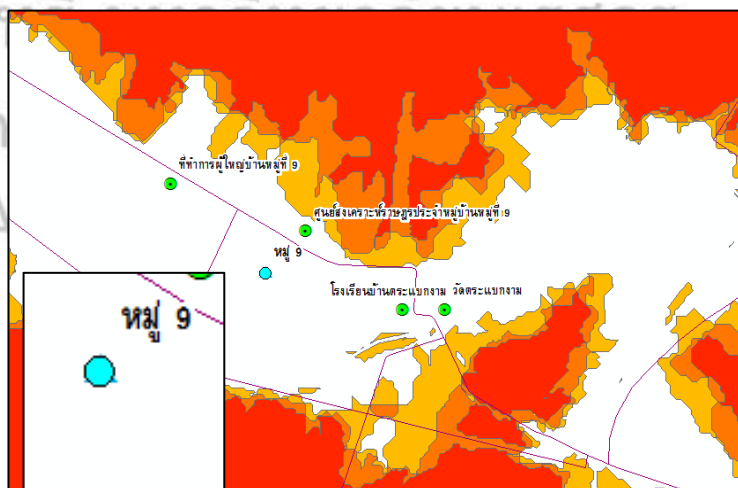 ที่ทำการผู้ใหญ่บ้านหมู่ที่ 9
ศูนย์สงเคราะห์ราษฎรประจำหมู่บ้านหมู่ที่ 9
หมู่ 9
โรงเรียนบ้านตระแบกงาม วัดตระแบกงาม
หมู่ 9